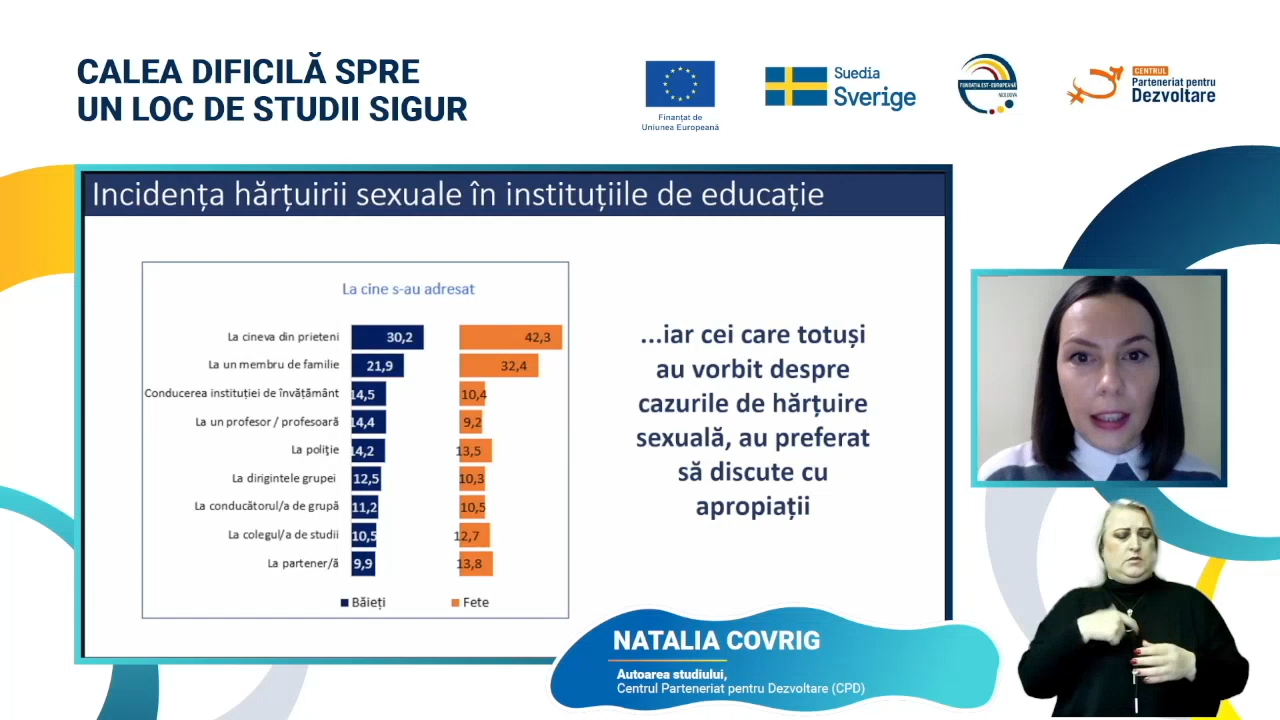 CALEA DIFICILĂ SPRE
UN LOC DE STUDII SIGUR
Finanțat de
Uniunea Europeană
Suedia
Sverige
FUNDAȚIA EST-EUROPEANĂ
MOLDOVA
CENTRUL
Parteneriat pentru
Dezvoltare
Incidența hărțuirii sexuale în instituțiile de educație
La cine s-au adresat
La cineva din prieteni 30,2 42,3
La un membru de familie 21,9 32,4
Conducerea instituției de învățământ 14,5 10,4
La un profesor / profesoară 14,4 9,2
La poliție 14,2 13,5
La dirigintele grupei 12,5 10,3
La conducătorul/a de grupă 11,2 10,5
La colegul/a de studii 10,5 12,7
La partener/ă 9,9 13,8
Băieți Fete
...iar cei care totuși
au vorbit despre
cazurile de hărțuire
sexuală, au preferat
să discute cu
apropiații
NATALIA COVRIG
Autoarea studiului,
Centrul Parteneriat pentru Dezvoltare (CPD)